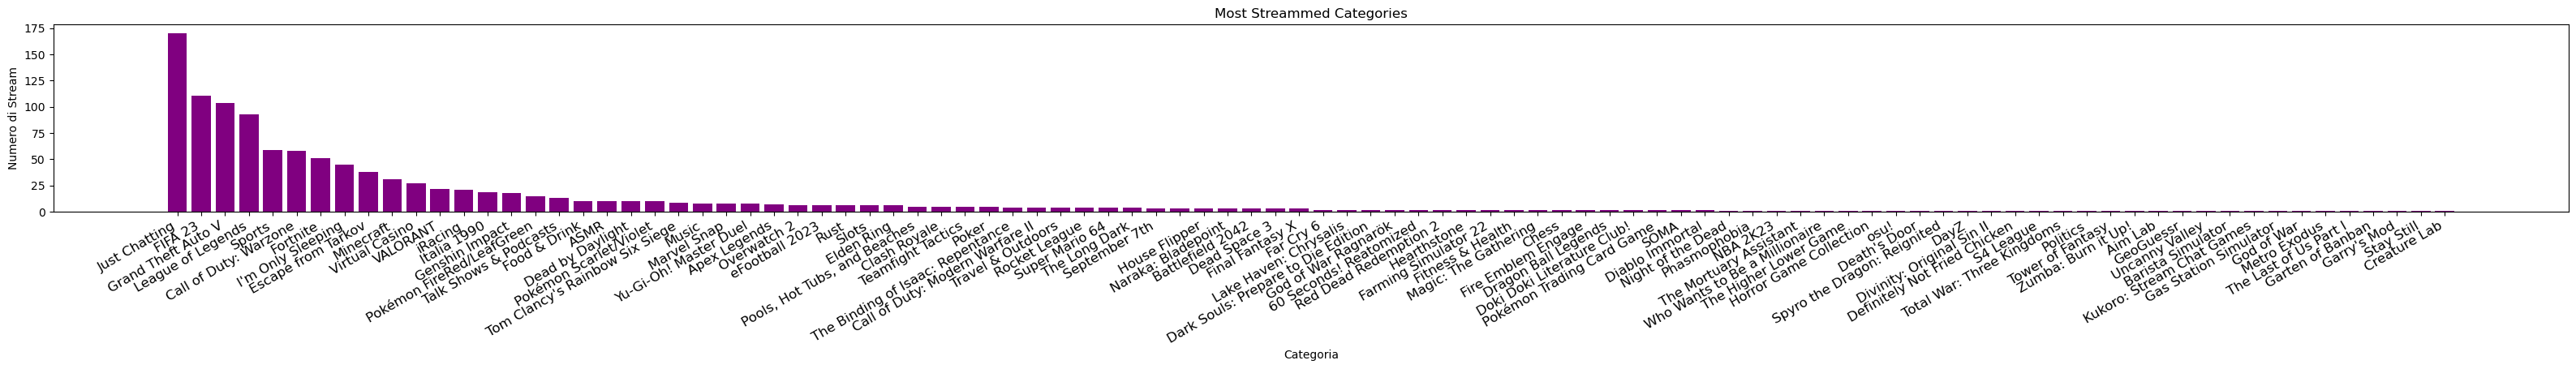 Most Streammed Categories
Numero di Stream
175
150
125
100
75
50
25
0
Just Chatting
FIFA 23
Grand Theft Auto V
League of Legends
Sports
Call of Duty: Warzone
Fortnite
I'm Only Sleeping
Escape from Tarkov
Minecraft
Virtual Casino
VALORANT
iRacing
Italia 1990
Genshin Impact
Pokémon FireRed/LeafGreen
Talk Shows & Podcasts
Food & Drink
ASMR
Dead by Daylight
Pokémon Scarlet/Violet
Tom Clancy's Rainbow Six Siege
Music
Marvel Snap
Yu-Gi-Oh! Master Duel
Apex Legends
Overwatch 2
eFootball 2023
Rust
Slots
Elden Ring
Pools, Hot Tubs, and Beaches
Clash Royale
Teamfight Tactics
Poker
The Binding of Isaac: Repentance
Call of Duty: Modern Warfare II
Travel & Outdoors
Rocket League
Super Mario 64
The Long Dark
September 7th
House Flipper
Naraka: Bladepoint
Battlefield 2042
Dead Space 3
Final Fantasy X
Far Cry 6
Lake Haven: Chrysalis
Dark Souls: Prepare to Die Edition
God of War Ragnarök
60 Seconds! Reatomized
Red Dead Redemption 2
Hearthstone
Farming Simulator 22
Fitness & Health
Magic: The Gathering
Chess
Fire Emblem Engage
Dragon Ball Legends
Doki Doki Literature Club!
Pokémon Trading Card Game
SOMA
Diablo Immortal
Night of the Dead
Phasmophobia
NBA 2K23
The Mortuary Assistant
Who Wants to Be a Millionaire
The Higher Lower Game
Horror Game Collection
Death's Door
Spyro the Dragon: Reignited
DayZ
Divinity: Original Sin II
Definitely Not Fried Chicken
S4 League
Total War: Three Kingdoms
Politics
Tower of Fantasy
Zumba: Burn it Up!
Aim Lab
GeoGuessr
Uncanny Valley
Barista Simulator
Kukoro: Stream Chat Games
Gas Station Simulator
God of War
Metro Exodus
The Last of Us Part I
Garten of Banban
Garry's Mod
Stay Still
Creature Lab
Categoria